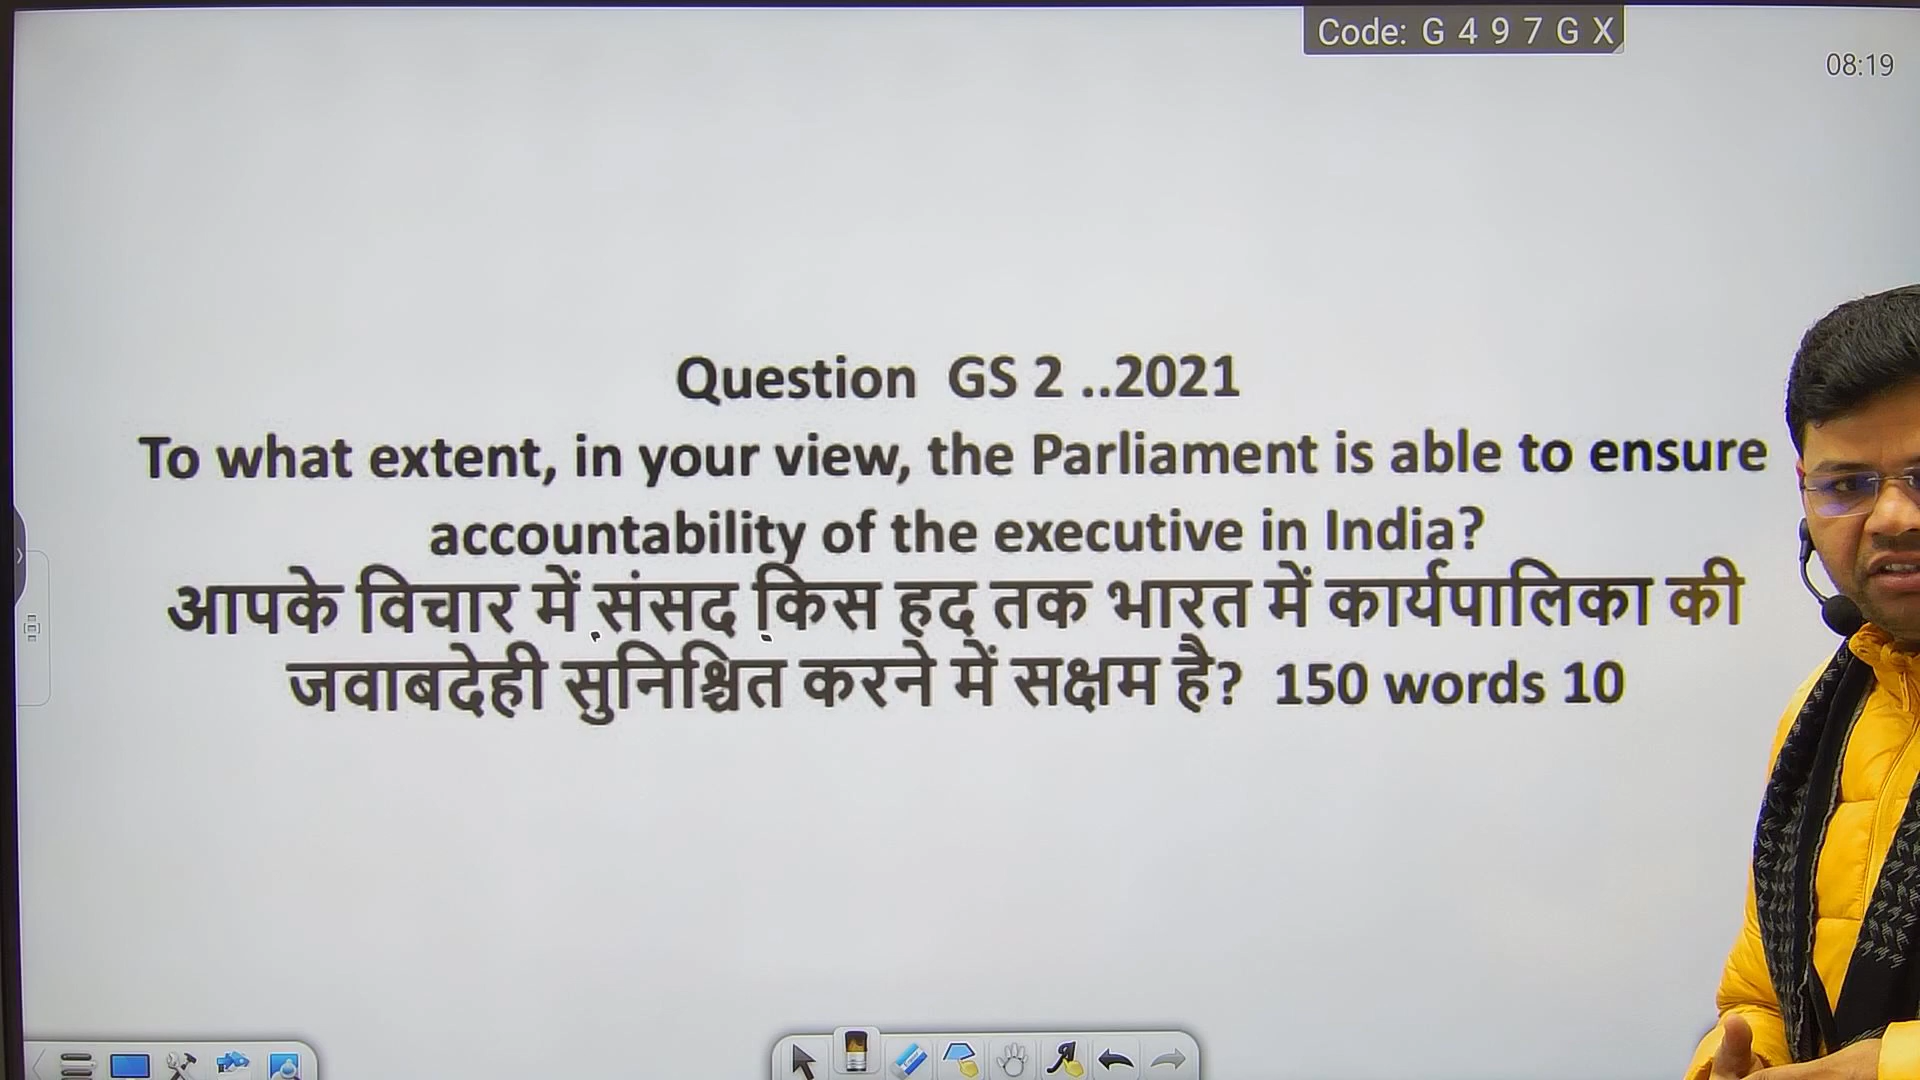 Code: G 4 9 7 G X
08:19
Question GS 2 ..2021
To what extent, in your view, the Parliament is able to ensure
accountability of the executive in India?
आपके विचार में संसद किस हद तक भारत में कार्यपालिका की
जवाबदेही सुनिश्चित करने में सक्षम है? 150 words 10